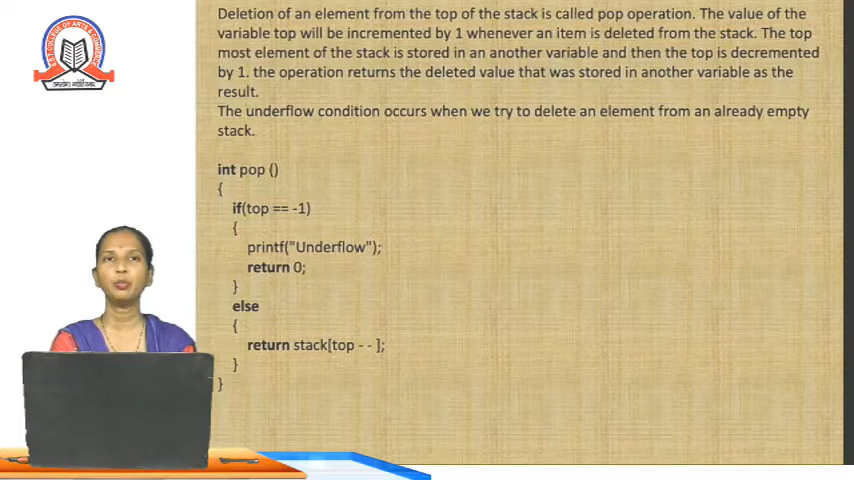 Deletion of an element from the top of the stack is called pop operation. The value of the
variable top will be incremented by 1 whenever an item is deleted from the stack. The top
most element of the stack is stored in an another variable and then the top is decremented
by 1. the operation returns the deleted value that was stored in another variable as the
result.
The underflow condition occurs when we try to delete an element from an already empty
stack.
int pop ()
{
if(top == -1)
{
printf("Underflow");
return 0;
}
else
{
return stack[top - - ];
}
}